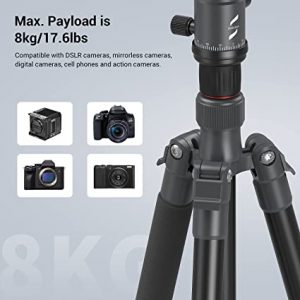 Max. Payload is
8kg/17.6lbs
Compatible with DSLR cameras, mirrorless cameras,
digital cameras, cell phones and action cameras.
8KG